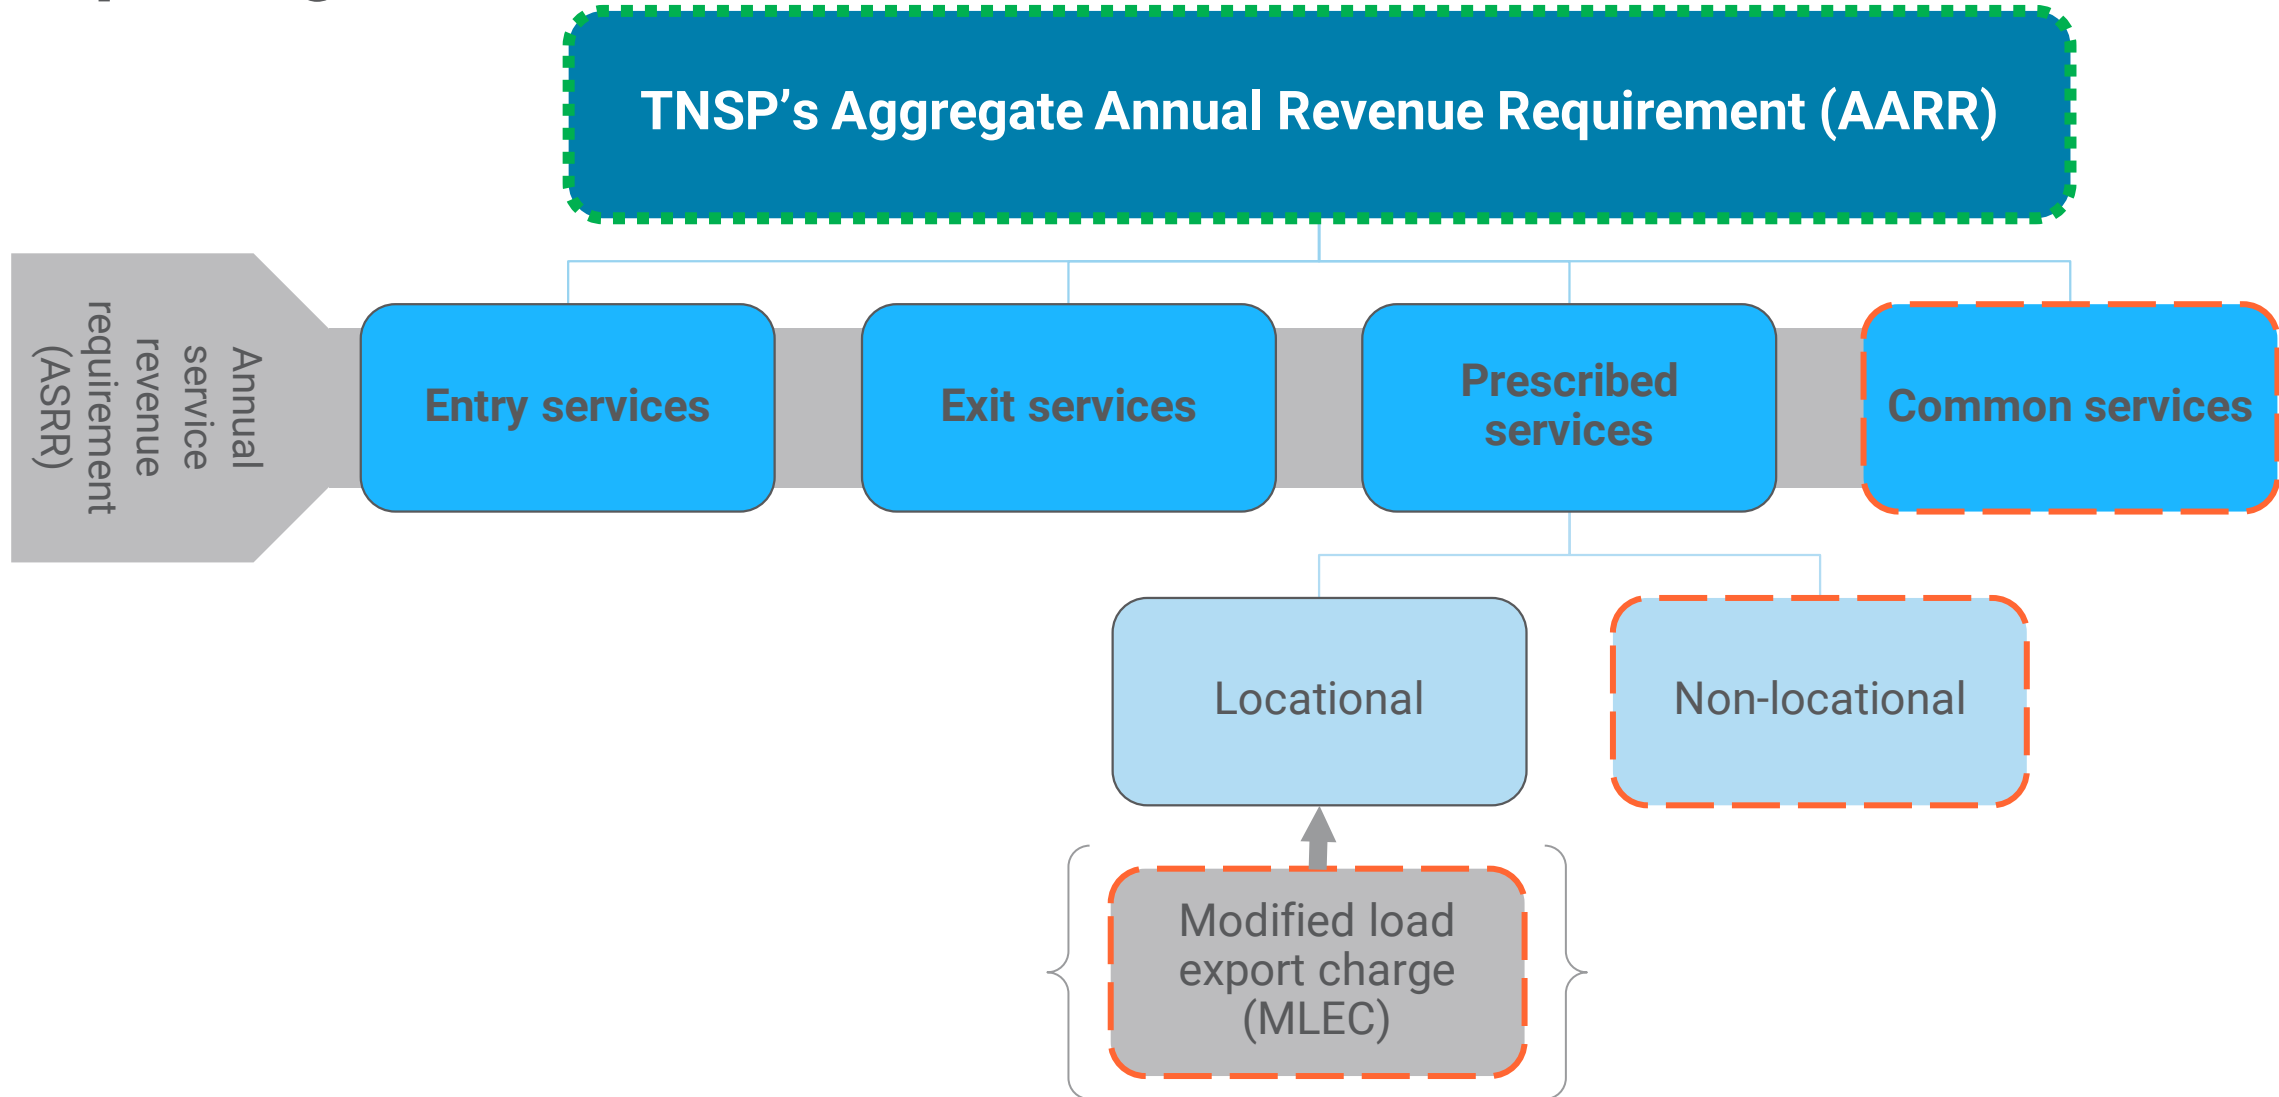 TNSP’s Aggregate Annual Revenue Requirement (AARR)
Annual
service
revenue
requirement
(ASRR)
Entry services
Exit services
Prescribed
services
Common services
Locational
Non-locational
Modified load
export charge
(MLEC)